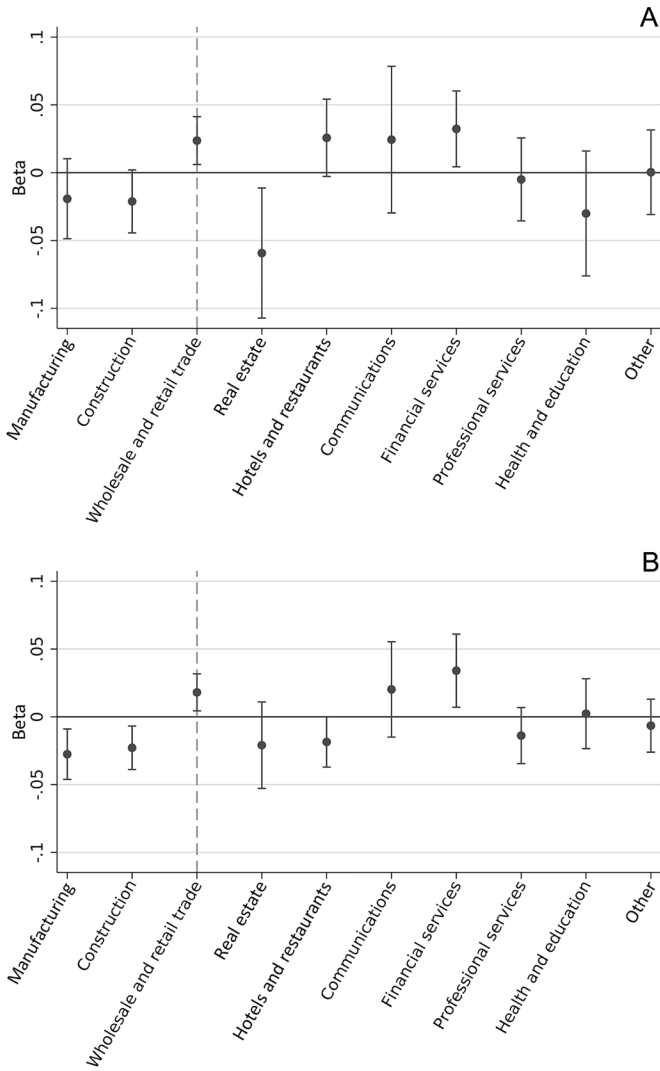 A
.1
.05
0
-.05
-.1
Beta
Manufacturing
Construction
Wholesale and retail trade
Real estate
Hotels and restaurants
Communications
Financial services
Professional services
Health and education
Other
B
.1
.05
0
-.05
-.1
Beta
Manufacturing
Construction
Wholesale and retail trade
Real estate
Hotels and restaurants
Communications
Financial services
Professional services
Health and education
Other